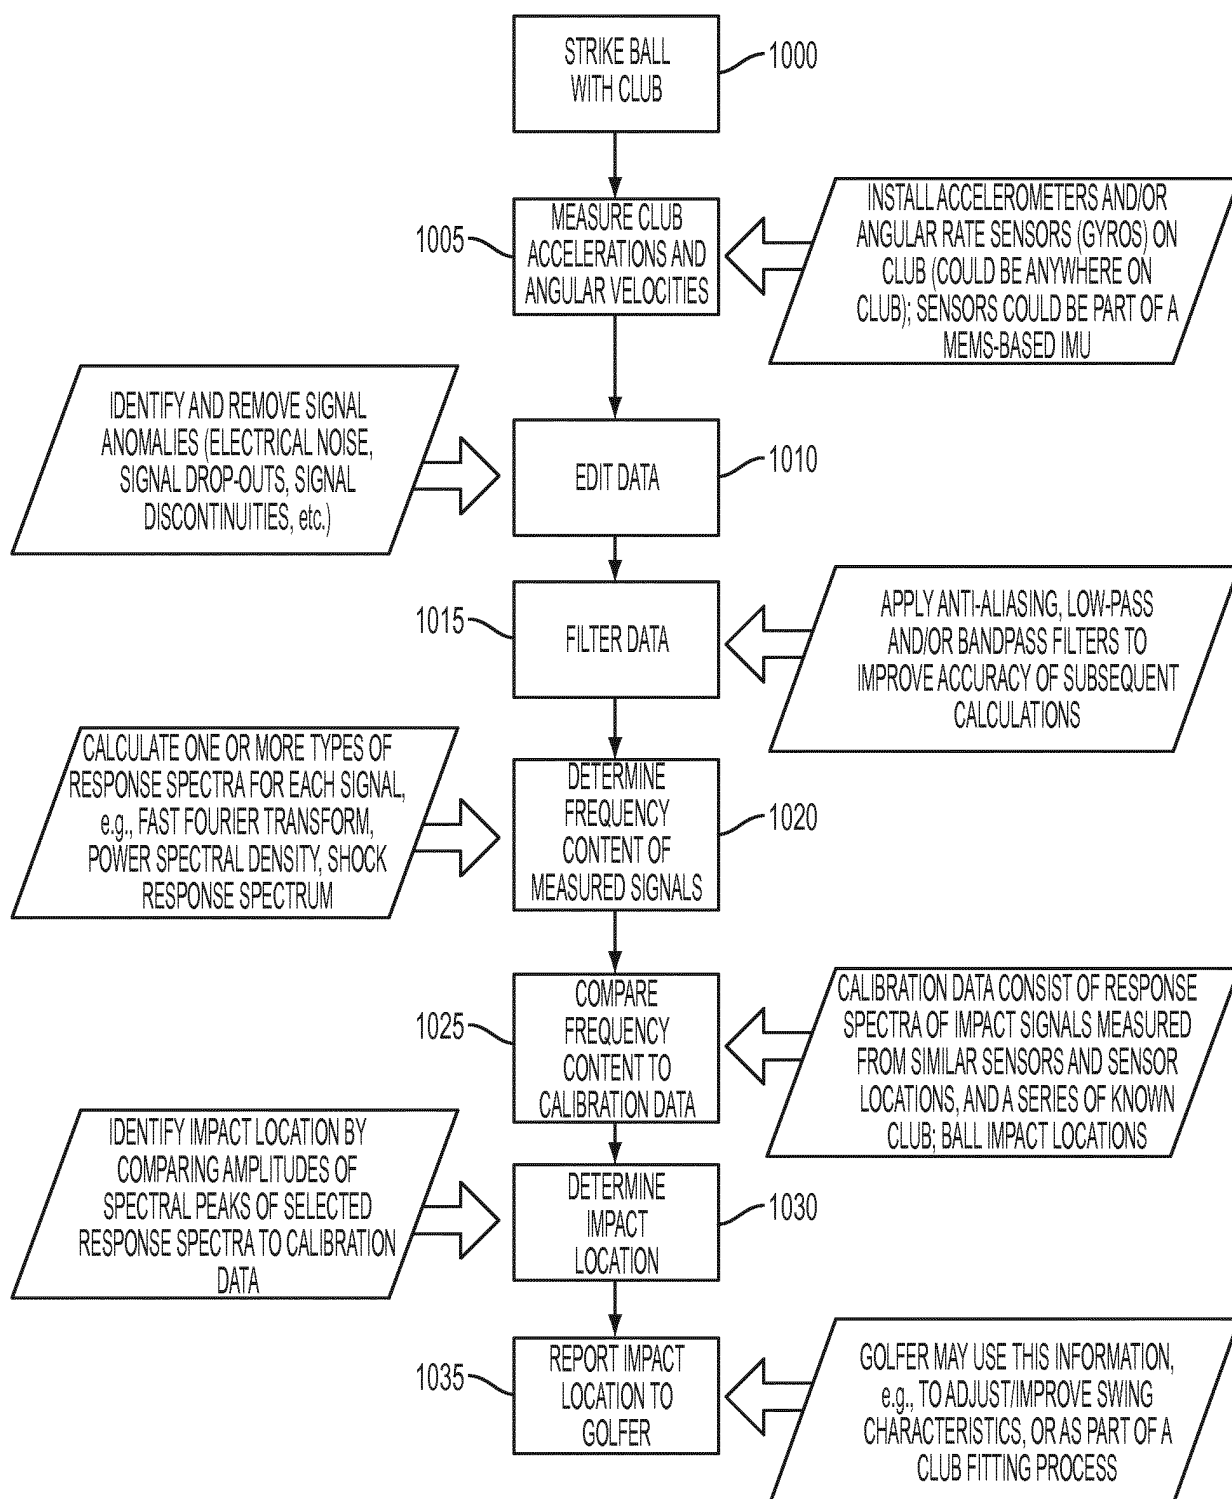 STRIKE BALL
WITH CLUB
1000
1005
MEASURE CLUB
ACCELERATIONS AND
ANGULAR VELOCITIES
INSTALL ACCELEROMETERS AND/OR
ANGULAR RATE SENSORS (GYROS) ON
CLUB (COULD BE ANYWHERE ON
CLUB); SENSORS COULD BE PART OF A
MEMS-BASED IMU
IDENTIFY AND REMOVE SIGNAL
ANOMALIES (ELECTRICAL NOISE,
SIGNAL DROP-OUTS, SIGNAL
DISCONTINUITIES, etc.)
EDIT DATA
1010
1015
FILTER DATA
APPLY ANTI-ALIASING, LOW-PASS
AND/OR BANDPASS FILTERS TO
IMPROVE ACCURACY OF SUBSEQUENT
CALCULATIONS
CALCULATE ONE OR MORE TYPES OF
RESPONSE SPECTRA FOR EACH SIGNAL,
e.g., FAST FOURIER TRANSFORM,
POWER SPECTRAL DENSITY, SHOCK
RESPONSE SPECTRUM
DETERMINE
FREQUENCY
CONTENT OF
MEASURED SIGNALS
1020
1025
COMPARE
FREQUENCY
CONTENT TO
CALIBRATION DATA
CALIBRATION DATA CONSIST OF RESPONSE
SPECTRA OF IMPACT SIGNALS MEASURED
FROM SIMILAR SENSORS AND SENSOR
LOCATIONS, AND A SERIES OF KNOWN
CLUB; BALL IMPACT LOCATIONS
IDENTIFY IMPACT LOCATION BY
COMPARING AMPLITUDES OF
SPECTRAL PEAKS OF SELECTED
RESPONSE SPECTRA TO CALIBRATION
DATA
DETERMINE
IMPACT
LOCATION
1030
1035
REPORT IMPACT
LOCATION TO
GOLFER
GOLFER MAY USE THIS INFORMATION,
e.g., TO ADJUST/IMPROVE SWING
CHARACTERISTICS, OR AS PART OF A
CLUB FITTING PROCESS